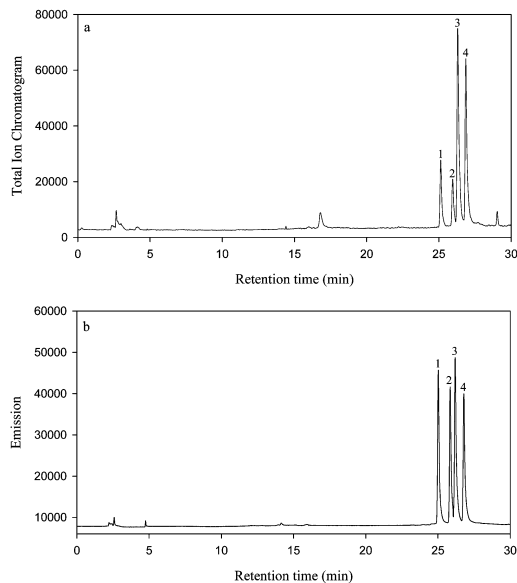 80000
a
3
4
60000
Total Ion Chromatogram
40000
1
2
20000
0
0 5 10 15 20 25 30
Retention time (min)
60000
b
50000
3
1
2
4
40000
Emission
30000
20000
10000
0 5 10 15 20 25 30
Retention time (min)